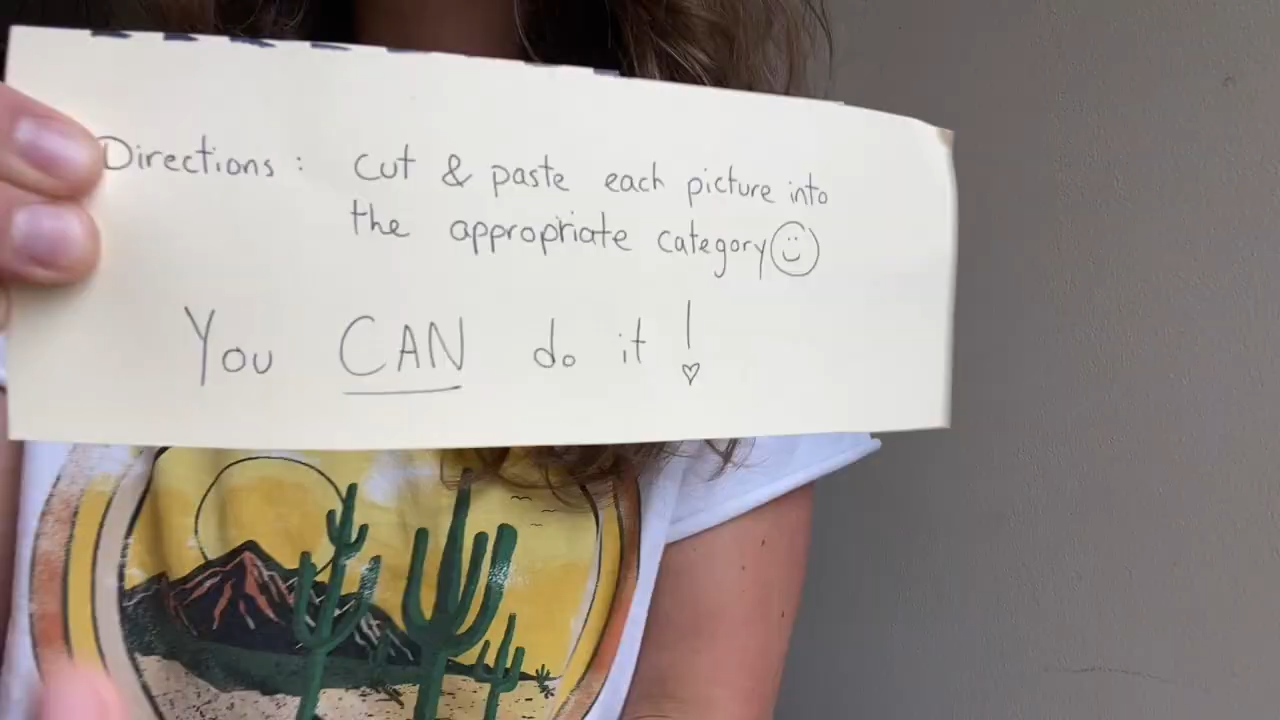 Directions: cut & paste each picture into
the appropriate category
You CAN do it!